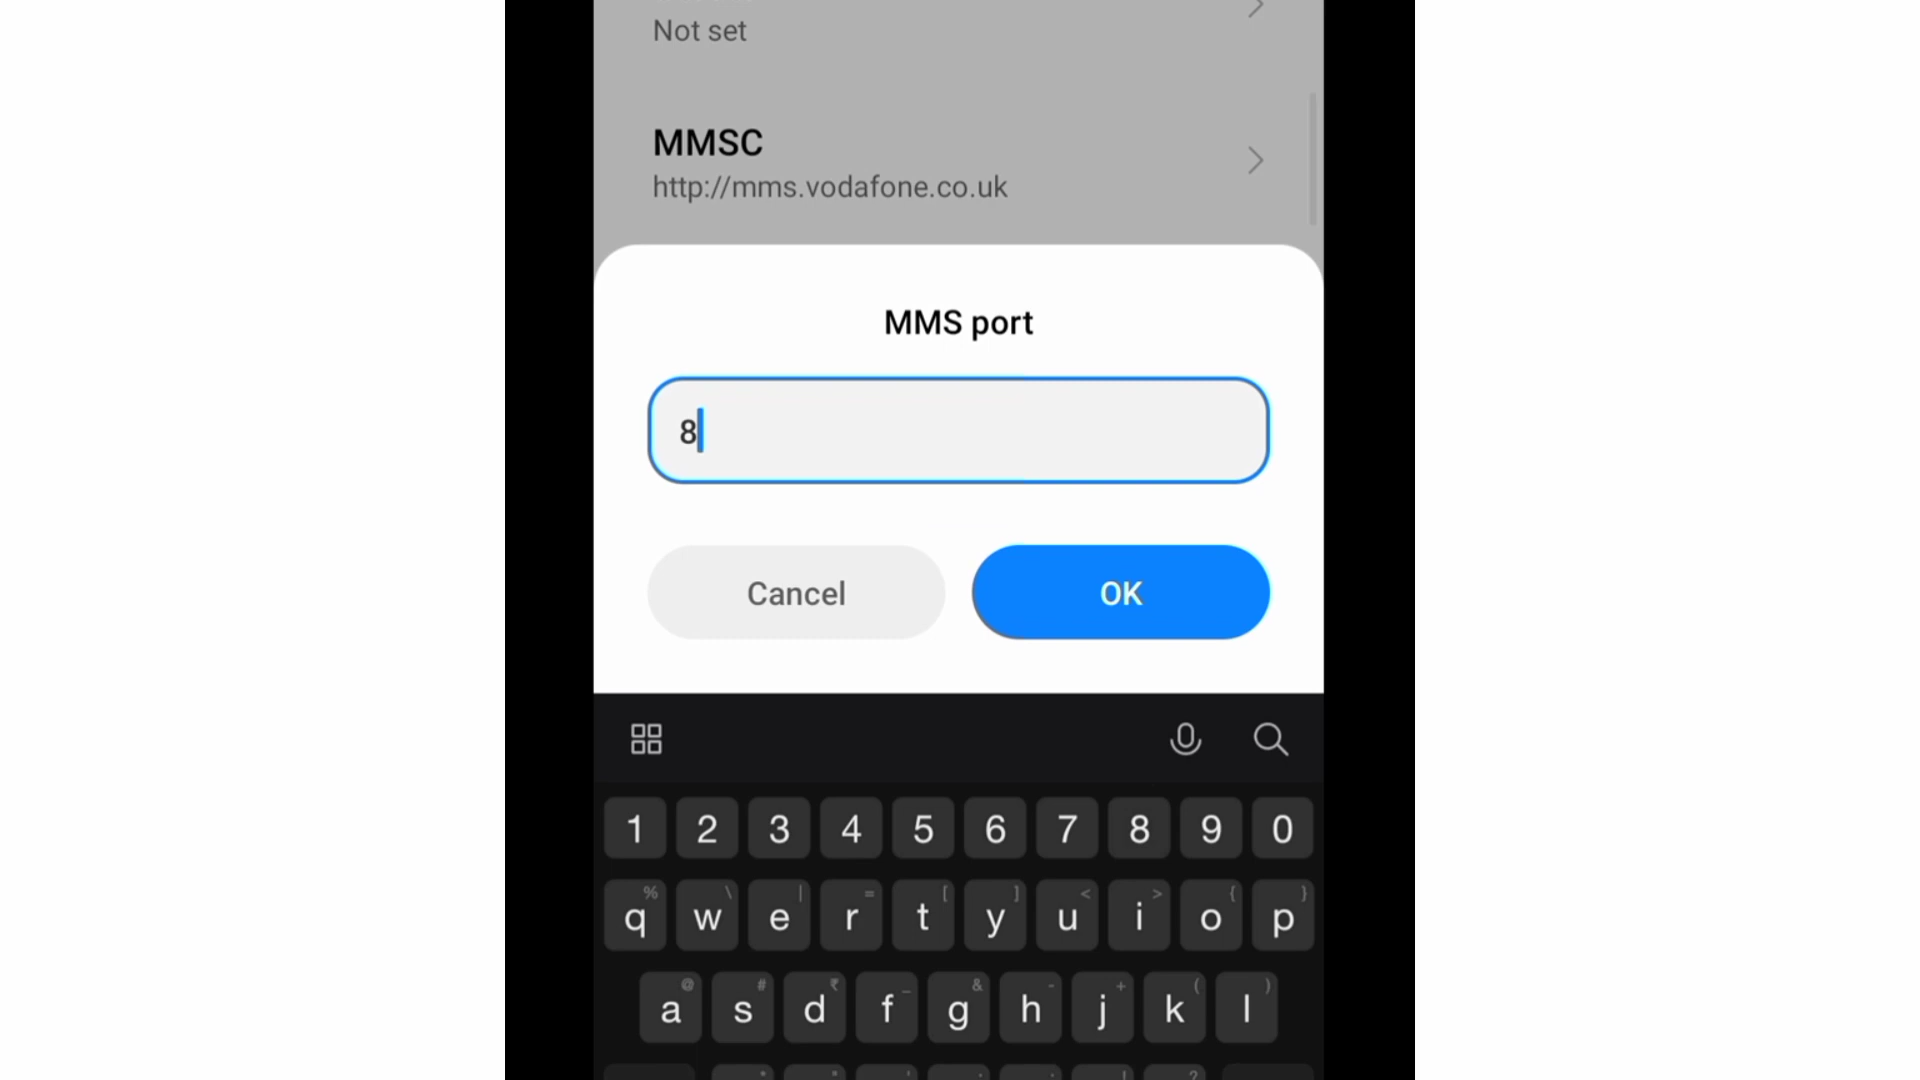 Not set
MMSC
http://mms.vodafone.co.uk
MMS port
8
Cancel
OK
1 2 3 4 5 6 7 8 9 0
% \ | = [ ] < > { }
q w e r t y u i o p
@ # ₹ _ & - + ( )
a s d f g h j k l